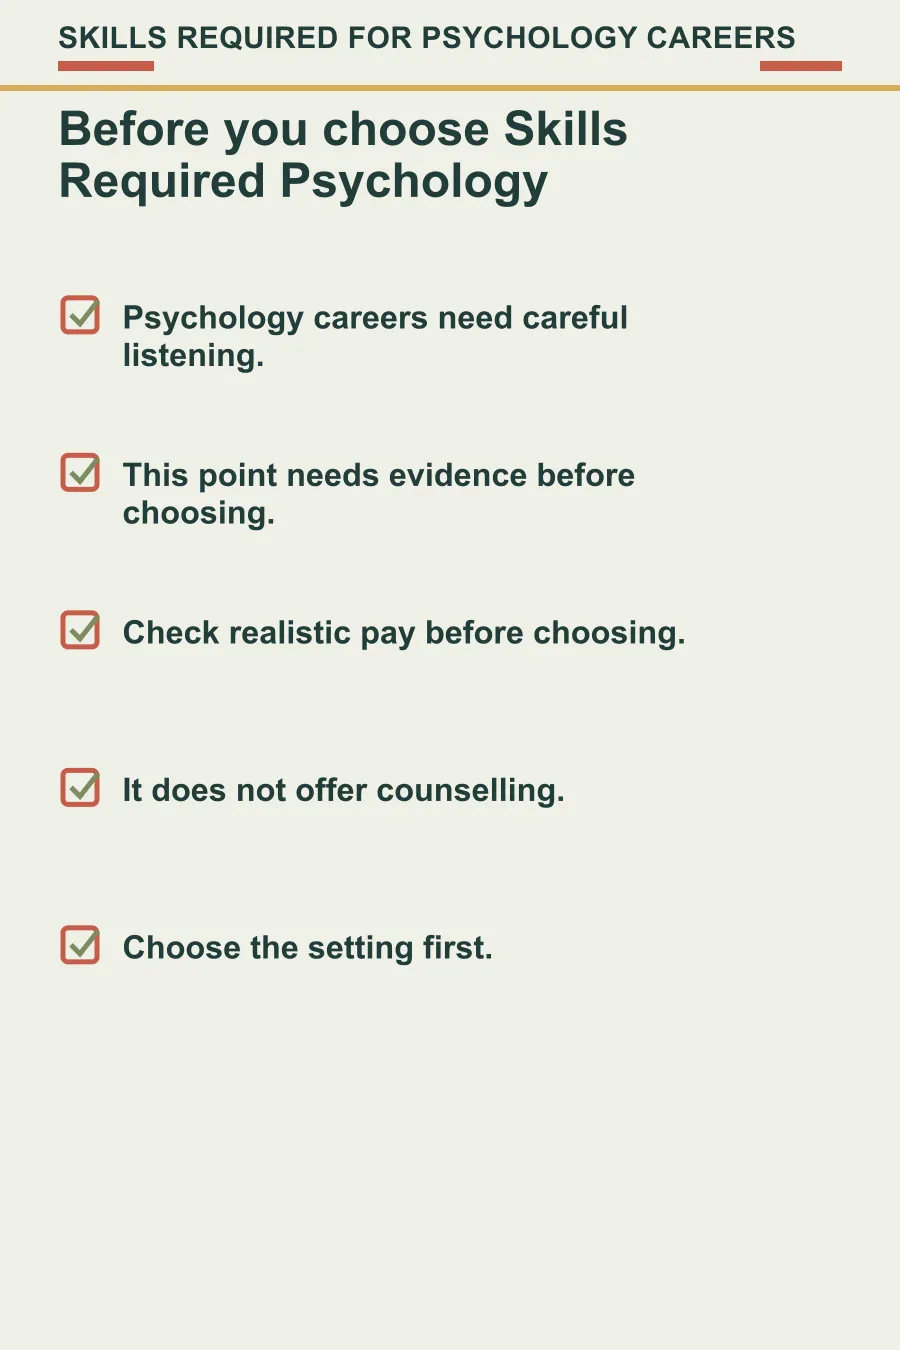 SKILLS REQUIRED FOR PSYCHOLOGY CAREERS
Before you choose Skills
Required Psychology
Psychology careers need careful
listening.
This point needs evidence before
choosing.
Check realistic pay before choosing.
It does not offer counselling.
Choose the setting first.